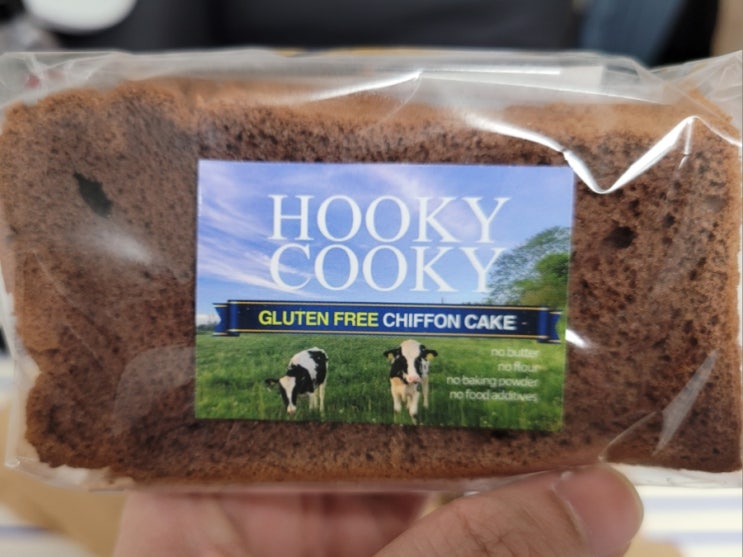 HOOKY
COOKY
GLUTEN FREE CHIFFON CAKE
no butter
no flour
no baking powder
no food additives